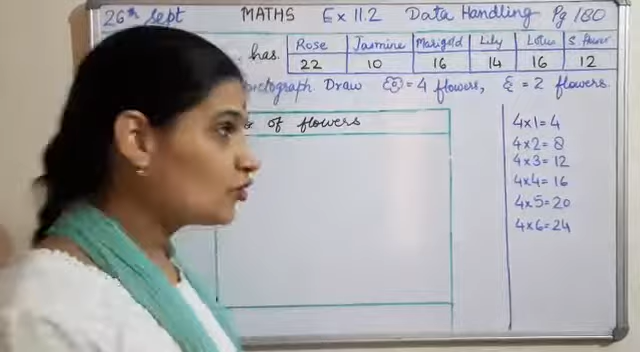 26th Sept MATHS Ex 11.2 Data Handling Pg 180
has Rose Jasmine Marigold Lily Lotus S. flower
22 10 16 14 16 12
Pictograph Draw = 4 flowers, = 2 flowers.
of flowers
4x1=4
4x2=8
4x3=12
4x4=16
4x5=20
4x6=24